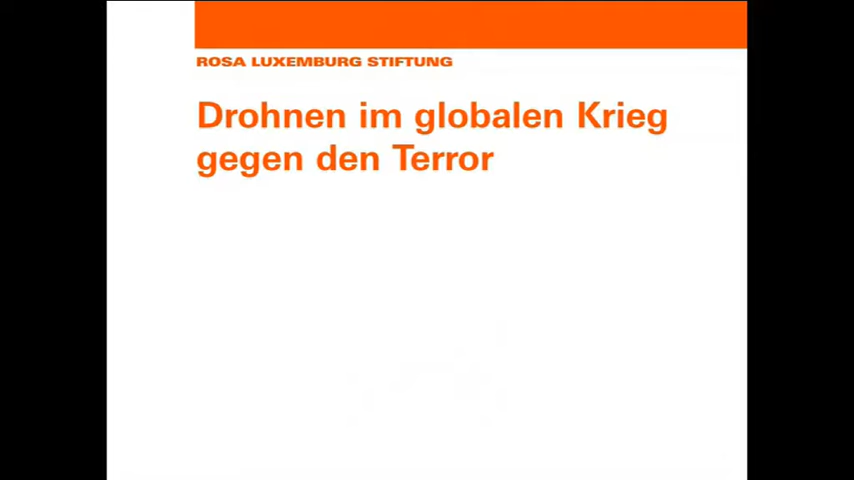 ROSA LUXEMBURG STIFTUNG
Drohnen im globalen Krieg
gegen den Terror